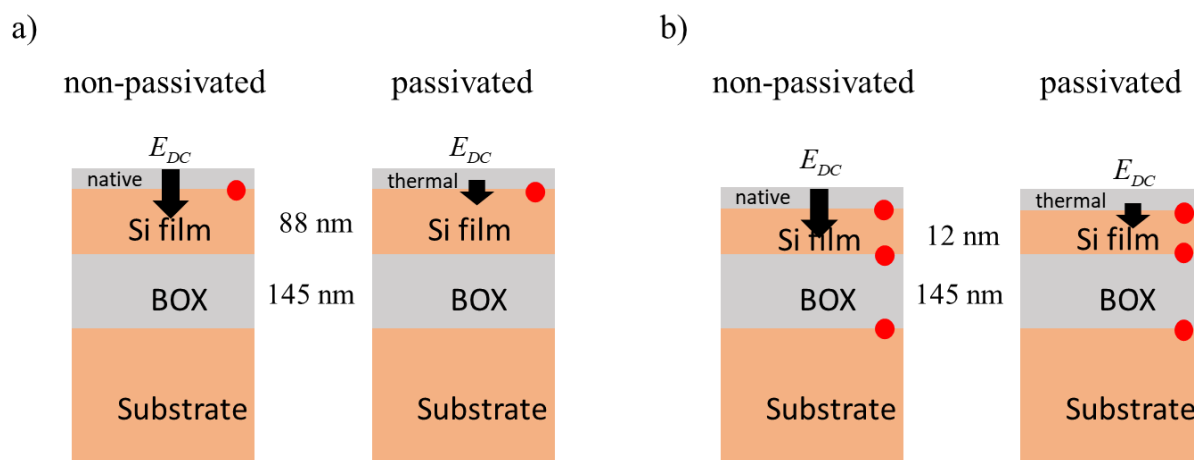 a)
non-passivated passivated
E_DC E_DC
native thermal
Si film 88 nm Si film
BOX 145 nm BOX
Substrate Substrate
b)
non-passivated passivated
E_DC E_DC
native thermal
Si film 12 nm Si film
BOX 145 nm BOX
Substrate Substrate